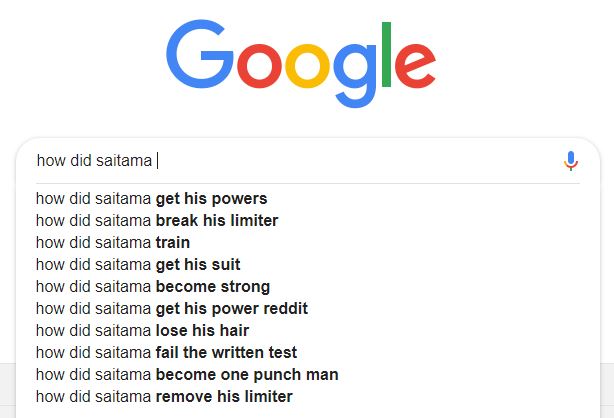 Google
how did saitama
how did saitama get his powers
how did saitama break his limiter
how did saitama train
how did saitama get his suit
how did saitama become strong
how did saitama get his power reddit
how did saitama lose his hair
how did saitama fail the written test
how did saitama become one punch man
how did saitama remove his limiter